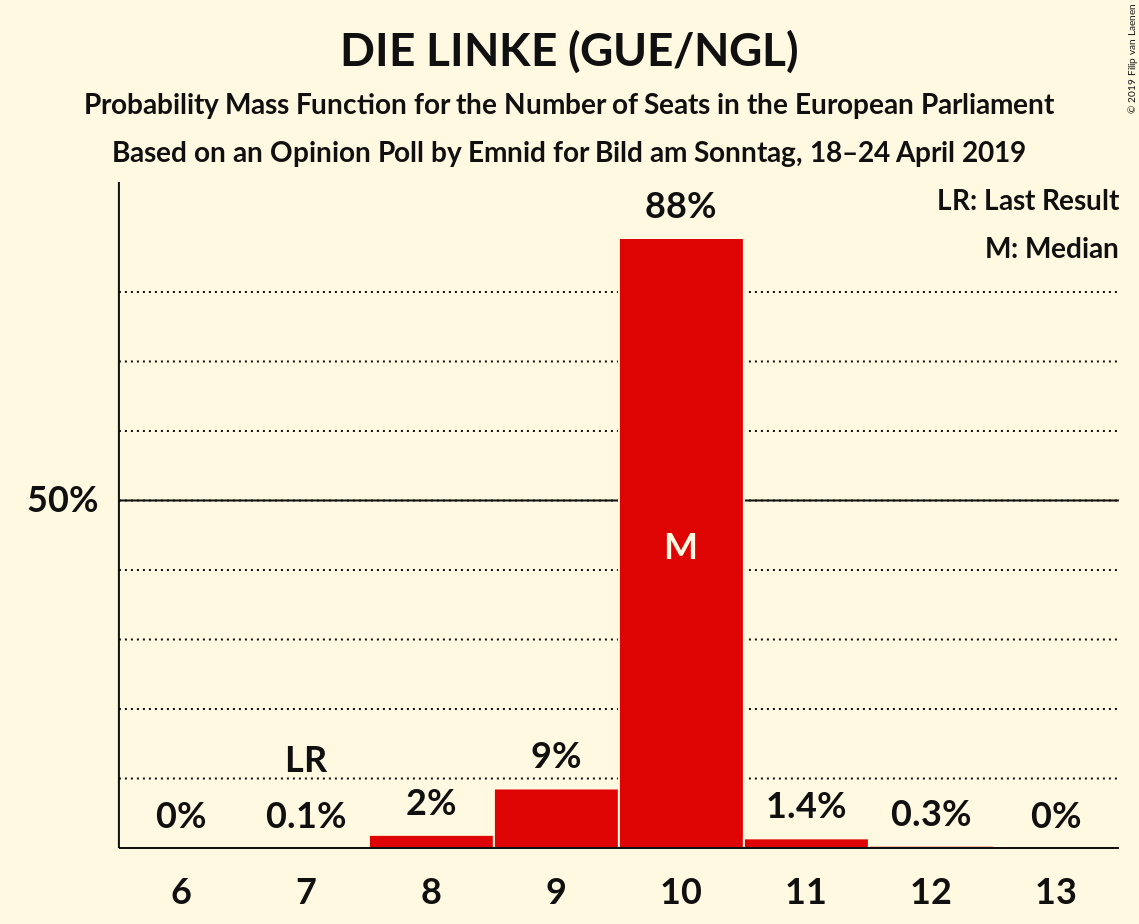 DIE LINKE (GUE/NGL)
Probability Mass Function for the Number of Seats in the European Parliament
Based on an Opinion Poll by Emnid for Bild am Sonntag, 18–24 April 2019
© 2019 Filip van Laenen
LR: Last Result
M: Median
88%
50%
M
LR
9%
0%
0.1%
2%
1.4%
0.3%
0%
6 7 8 9 10 11 12 13